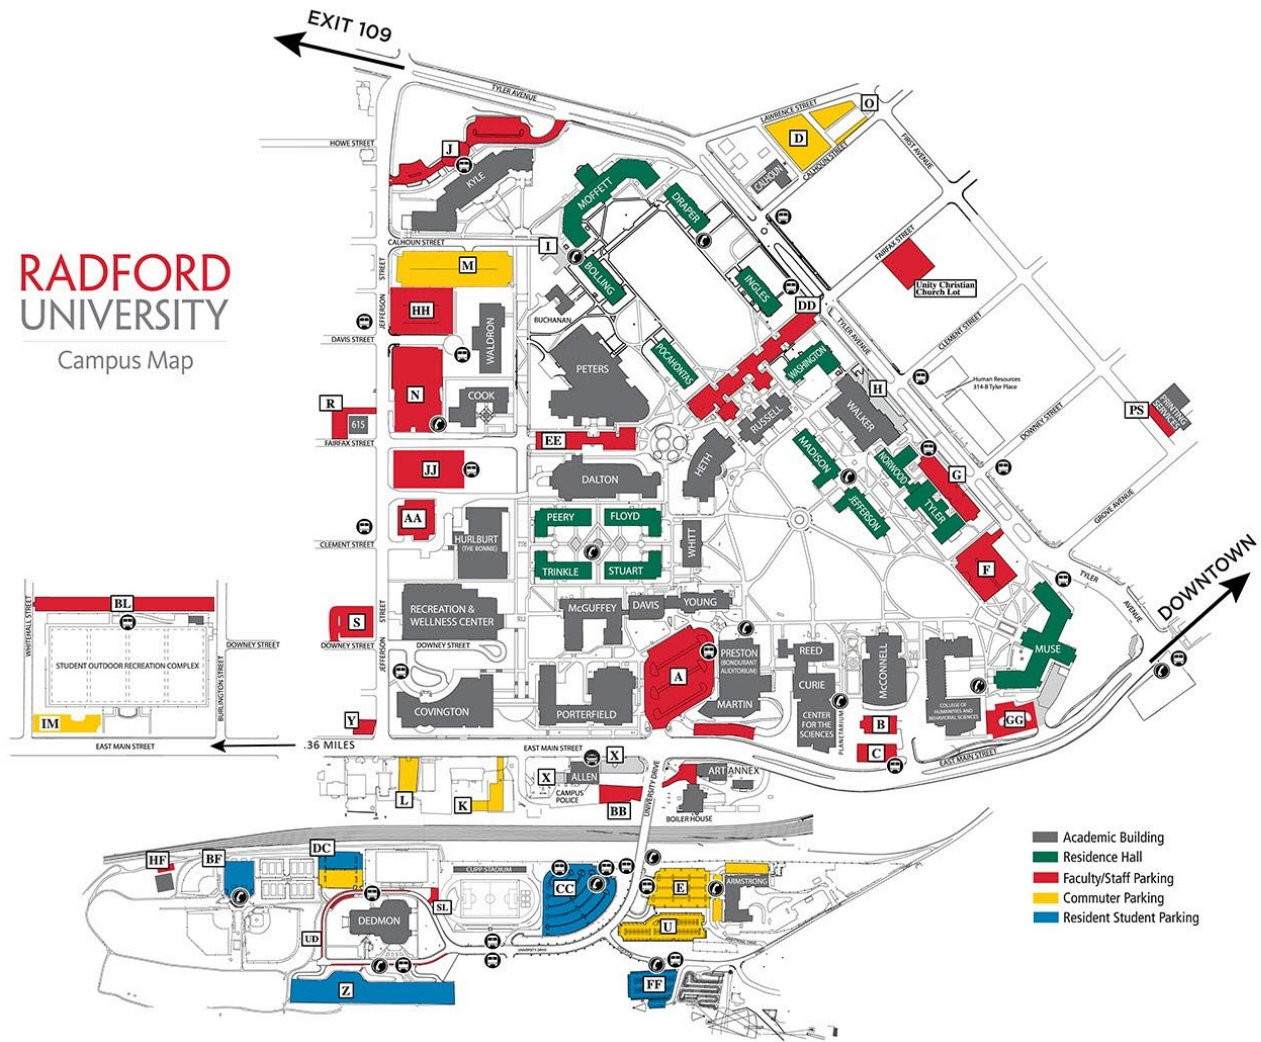 EXIT 109
TYLER AVENUE
LAWRENCE STREET
O
D
CALHOUN STREET
FIRST AVENUE
CALHOUN
HOWE STREET
J
KYLE
MOFFETT
DRAPER
CALHOUN STREET
I
FAIRFAX STREET
RADFORD
UNIVERSITY
Campus Map
M
STREET
BOLLING
INGLES
Unity Christian
Church Lot
JEFFERSON
HH
DD
BUCHANAN
WALDRON
DAVIS STREET
TYLER AVENUE
CLEMENT STREET
PETERS
POCAHONTAS
WASHINGTON
Human Resources
314-B Tyler Place
H
N
COOK
R
615
RUSSELL
WALKER
PS
PRINTING
SERVICES
DOWNEY STREET
FAIRFAX STREET
EE
MADISON
NORWOOD
JJ
DALTON
HETH
G
JEFFERSON
TYLER
GROVE AVENUE
AA
PEERY
FLOYD
HURLBURT
(THE BONNIE)
WHITT
CLEMENT STREET
TRINKLE
STUART
F
DOWNTOWN
TYLER
AVENUE
BL
WHITEHALL STREET
STREET
RECREATION &
WELLNESS CENTER
McGUFFEY
DAVIS
YOUNG
S
DOWNEY STREET
DOWNEY STREET
DOWNEY STREET
JEFFERSON
STUDENT OUTDOOR RECREATION COMPLEX
BURLINGTON STREET
A
PRESTON
(BONDURANT
AUDITORIUM)
REED
McCONNELL
MUSE
CURIE
IM
Y
COVINGTON
PORTERFIELD
MARTIN
CENTER
FOR THE
SCIENCES
PLANETARIUM
B
COLLEGE OF
HUMANITIES AND
BEHAVIORAL SCIENCES
GG
EAST MAIN STREET
.36 MILES
EAST MAIN STREET
C
EAST MAIN STREET
X
X
ALLEN
CAMPUS
POLICE
UNIVERSITY DRIVE
ART ANNEX
L
K
BB
BOILER HOUSE
Academic Building
Residence Hall
Faculty/Staff Parking
Commuter Parking
Resident Student Parking
HF
BF
DC
CUPP STADIUM
CC
E
ARMSTRONG
SL
DEDMON
U
UD
UNIVERSITY DRIVE
Z
FF